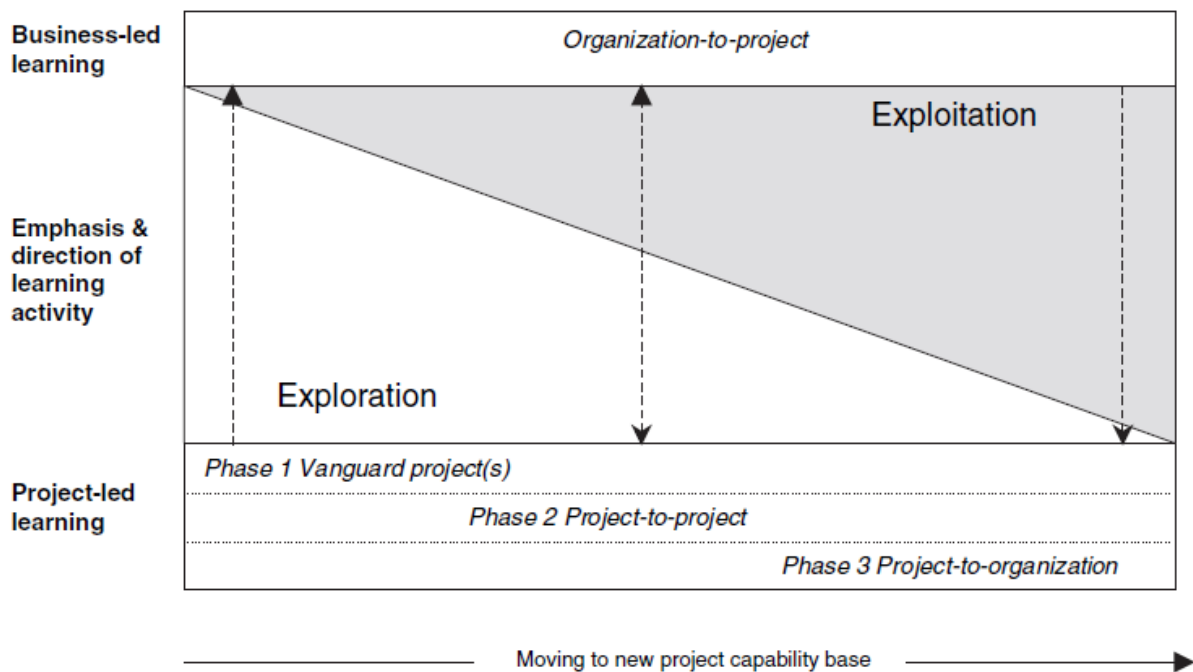 Business-led
learning
Organization-to-project
Exploitation
Emphasis &
direction of
learning
activity
Exploration
Project-led
learning
Phase 1 Vanguard project(s)
Phase 2 Project-to-project
Phase 3 Project-to-organization
Moving to new project capability base